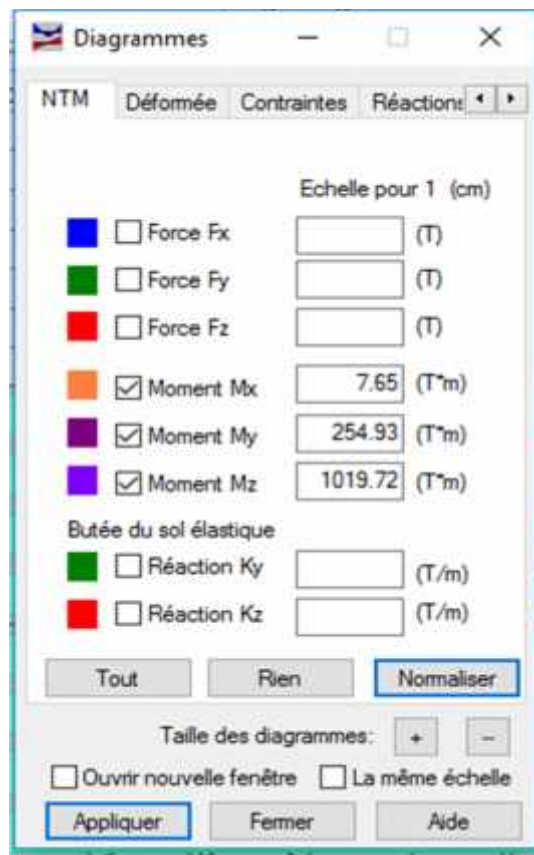 Diagrammes
NTM Déformée Contraintes Réactions
Echelle pour 1 (cm)
Force Fx (T)
Force Fy (T)
Force Fz (T)
Moment Mx 7.65 (T*m)
Moment My 254.93 (T*m)
Moment Mz 1019.72 (T*m)
Butée du sol élastique
Réaction Ky (T/m)
Réaction Kz (T/m)
Tout Rien Normaliser
Taille des diagrammes: + -
Ouvrir nouvelle fenêtre La même échelle
Appliquer Fermer Aide